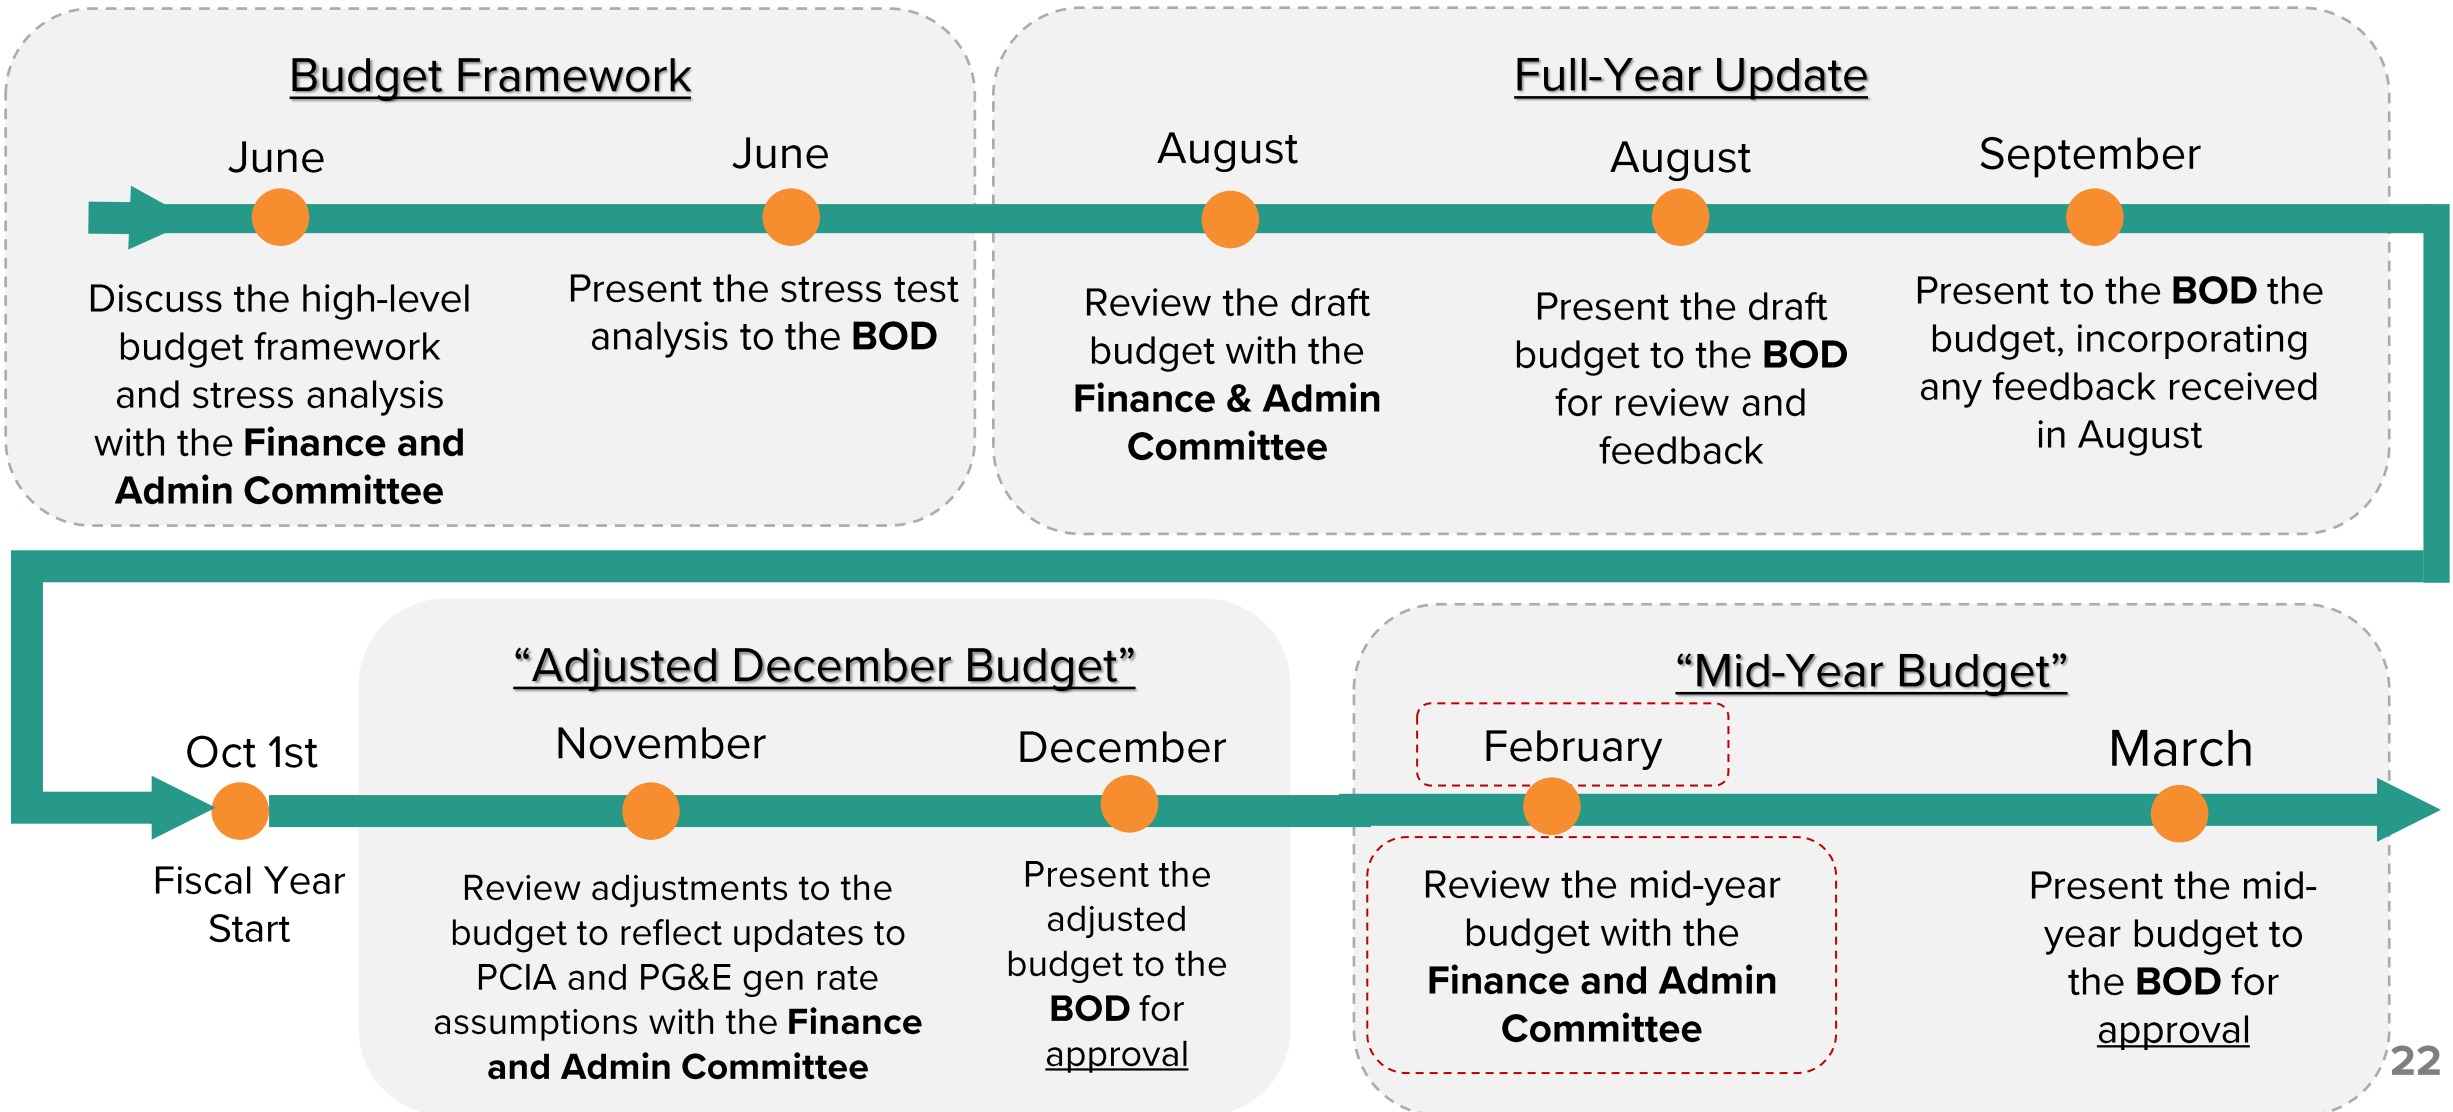 Budget Framework
June
Discuss the high-level
budget framework
and stress analysis
with the Finance and
Admin Committee
June
Present the stress test
analysis to the BOD
Full-Year Update
August
Review the draft
budget with the
Finance & Admin
Committee
August
Present the draft
budget to the BOD
for review and
feedback
September
Present to the BOD the
budget, incorporating
any feedback received
in August
Oct 1st
Fiscal Year
Start
“Adjusted December Budget”
November
Review adjustments to the
budget to reflect updates to
PCIA and PG&E gen rate
assumptions with the Finance
and Admin Committee
December
Present the
adjusted
budget to the
BOD for
approval
“Mid-Year Budget”
February
Review the mid-year
budget with the
Finance and Admin
Committee
March
Present the mid-
year budget to
the BOD for
approval
22